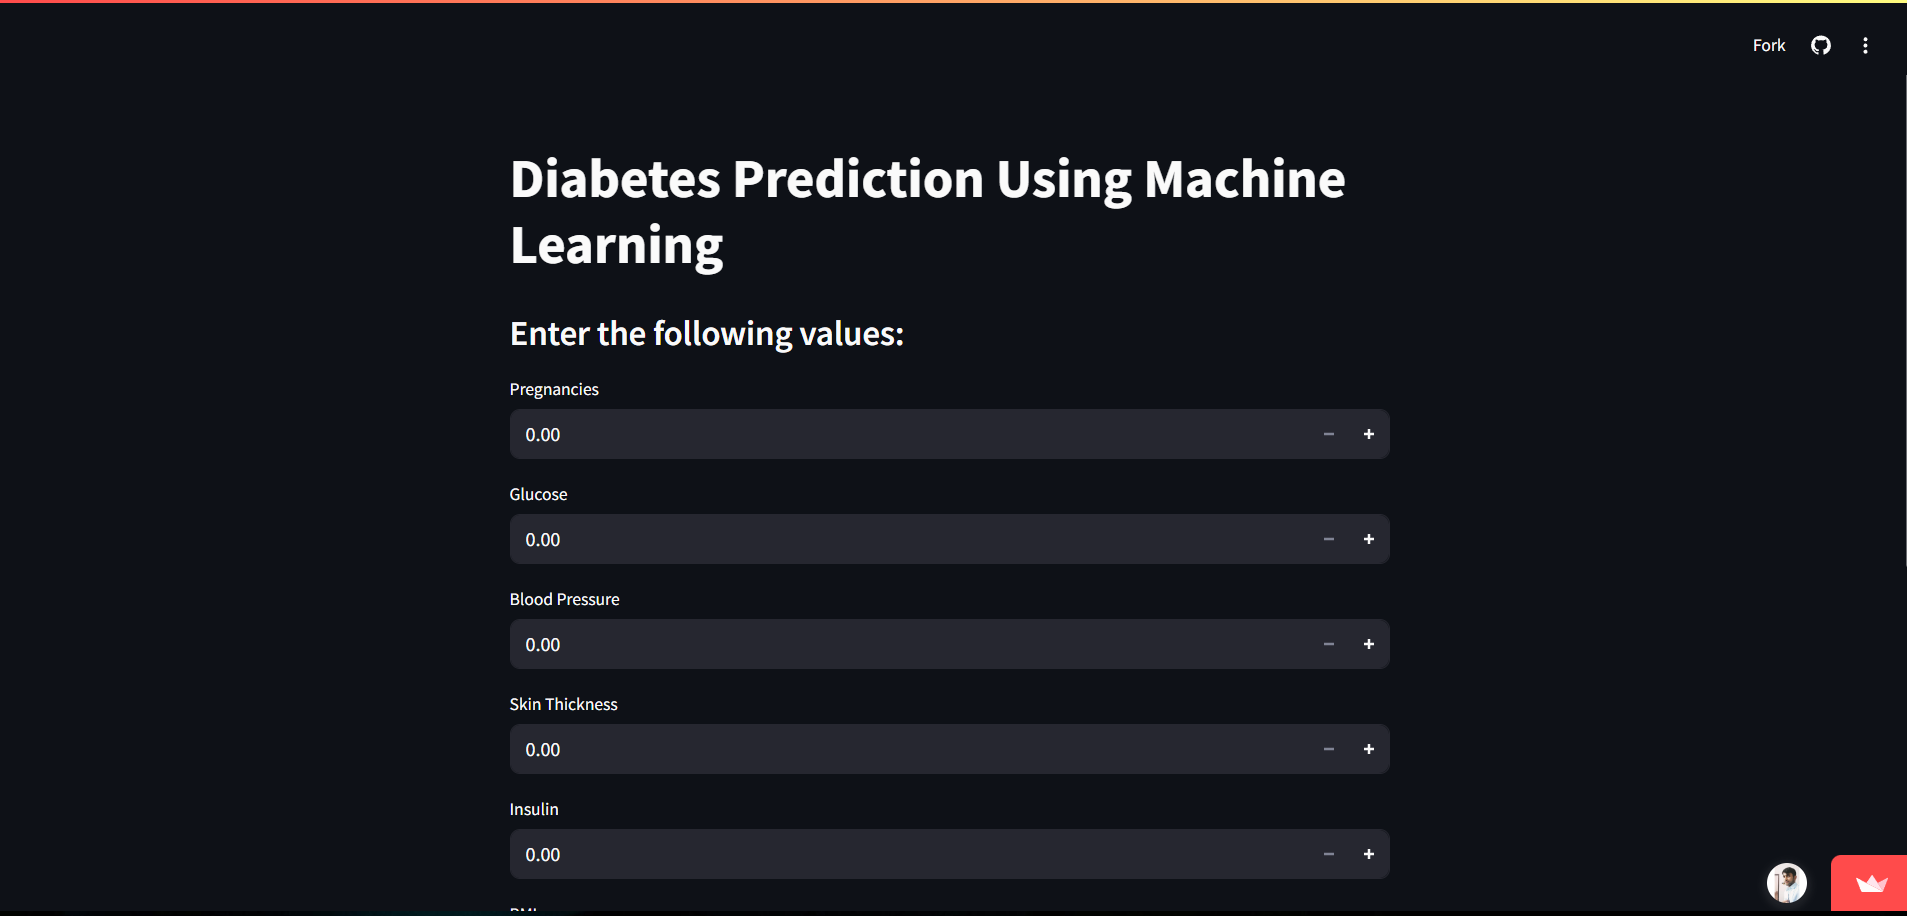 Fork
Diabetes Prediction Using Machine
Learning
Enter the following values:
Pregnancies
0.00
Glucose
0.00
Blood Pressure
0.00
Skin Thickness
0.00
Insulin
0.00